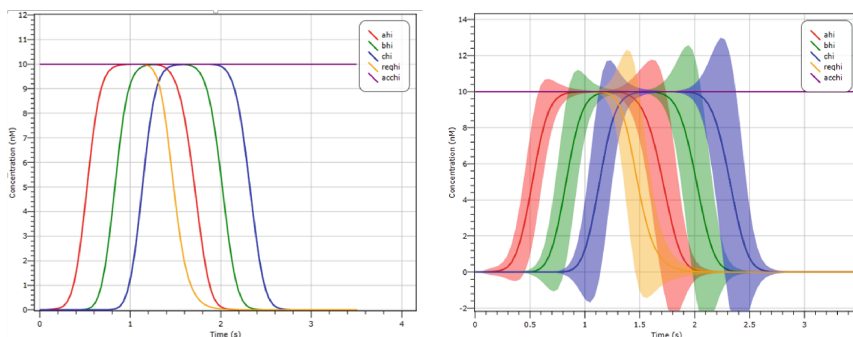 12
11
10
9
8
7
6
5
4
3
2
1
0
Concentration (nM)
0 1 2 3 4
Time (s)
ahi
bhi
chi
reqhi
acchi
14
12
10
8
6
4
2
0
-2
Concentration (nM)
0 0.5 1 1.5 2 2.5 3
Time (s)
ahi
bhi
chi
reqhi
acchi